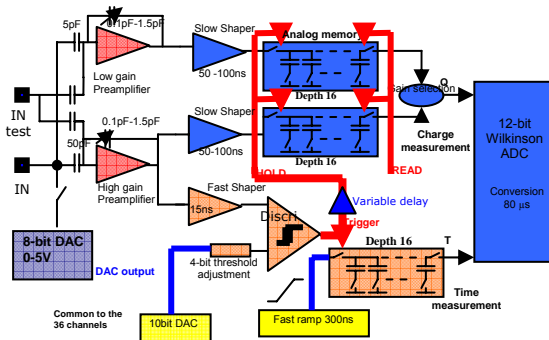 5pF
0.1pF-1.5pF
Slow Shaper
Analog memory
Low gain
Preamplifier
50 -100ns
Depth 16
Gain selection
Q
IN
test
Slow Shaper
0.1pF-1.5pF
Charge
measurement
12-bit
Wilkinson
ADC
Conversion
80 µs
50pF
50-100ns
Depth 16
IN
HOLD
READ
High gain
Preamplifier
Fast Shaper
15ns
Discri
Variable delay
Trigger
8-bit DAC
0-5V
DAC output
4-bit threshold
adjustment
Depth 16
T
Time
measurement
Common to the
36 channels
10bit DAC
Fast ramp 300ns